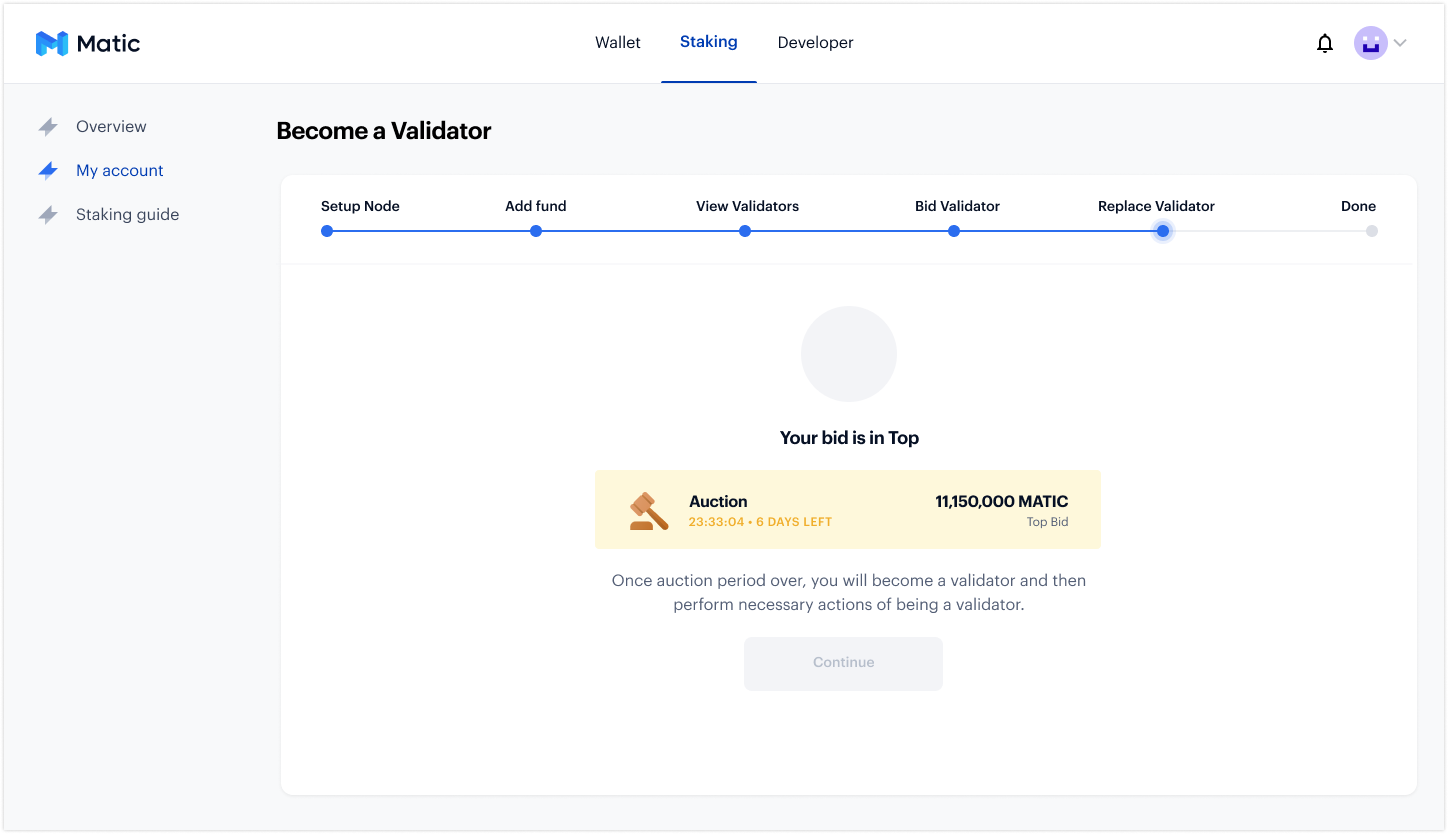 Matic
Wallet
Staking
Developer
Overview
My account
Staking guide
Become a Validator
Setup Node
Add fund
View Validators
Bid Validator
Replace Validator
Done
Your bid is in Top
Auction
11,150,000 MATIC
23:33:04 • 6 DAYS LEFT
Top Bid
Once auction period over, you will become a validator and then
perform necessary actions of being a validator.
Continue